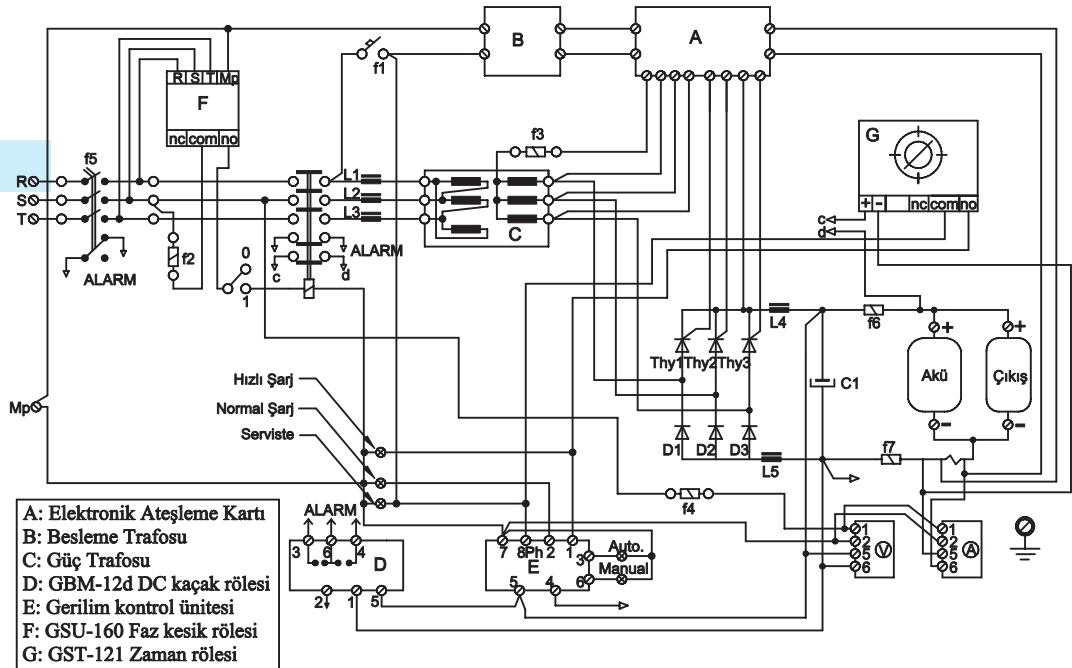 B
A
f1
R S T Mp
F
nc com no
f3
G
f5
R
S
T
L1
L2
L3
C
+ - nc com no
c
d
f2
ALARM
0
1
c
d
ALARM
L4
f6
Thy1 Thy2 Thy3
C1
+
Akü
-
+
Çıkış
-
Hızlı Şarj
Normal Şarj
Serviste
Mp
D1 D2 D3
L5
f7
f4
A: Elektronik Ateşleme Kartı
B: Besleme Trafosu
C: Güç Trafosu
D: GBM-12d DC kaçak rölesi
E: Gerilim kontrol ünitesi
F: GSU-160 Faz kesik rölesi
G: GST-121 Zaman rölesi
ALARM
3 6 4
D
2 1 5
7 8Ph 2 1
E
3
6
5 4
Auto.
Manual
1
2
5
6
V
1
2
5
6
A